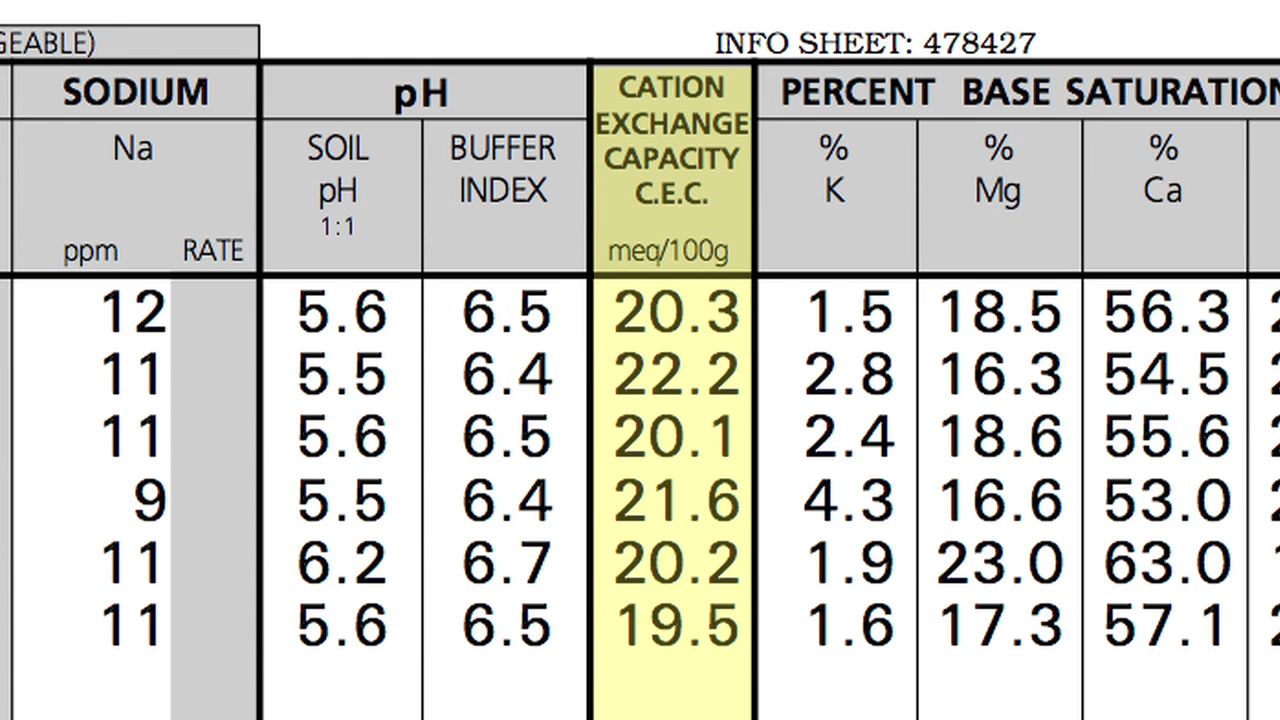 GEABLE)
INFO SHEET: 478427
SODIUM pH CATION EXCHANGE CAPACITY C.E.C. PERCENT BASE SATURATION
Na SOIL pH 1:1 BUFFER INDEX % K % Mg % Ca
ppm RATE meq/100g
12 5.6 6.5 20.3 1.5 18.5 56.3
11 5.5 6.4 22.2 2.8 16.3 54.5
11 5.6 6.5 20.1 2.4 18.6 55.6
9 5.5 6.4 21.6 4.3 16.6 53.0
11 6.2 6.7 20.2 1.9 23.0 63.0
11 5.6 6.5 19.5 1.6 17.3 57.1